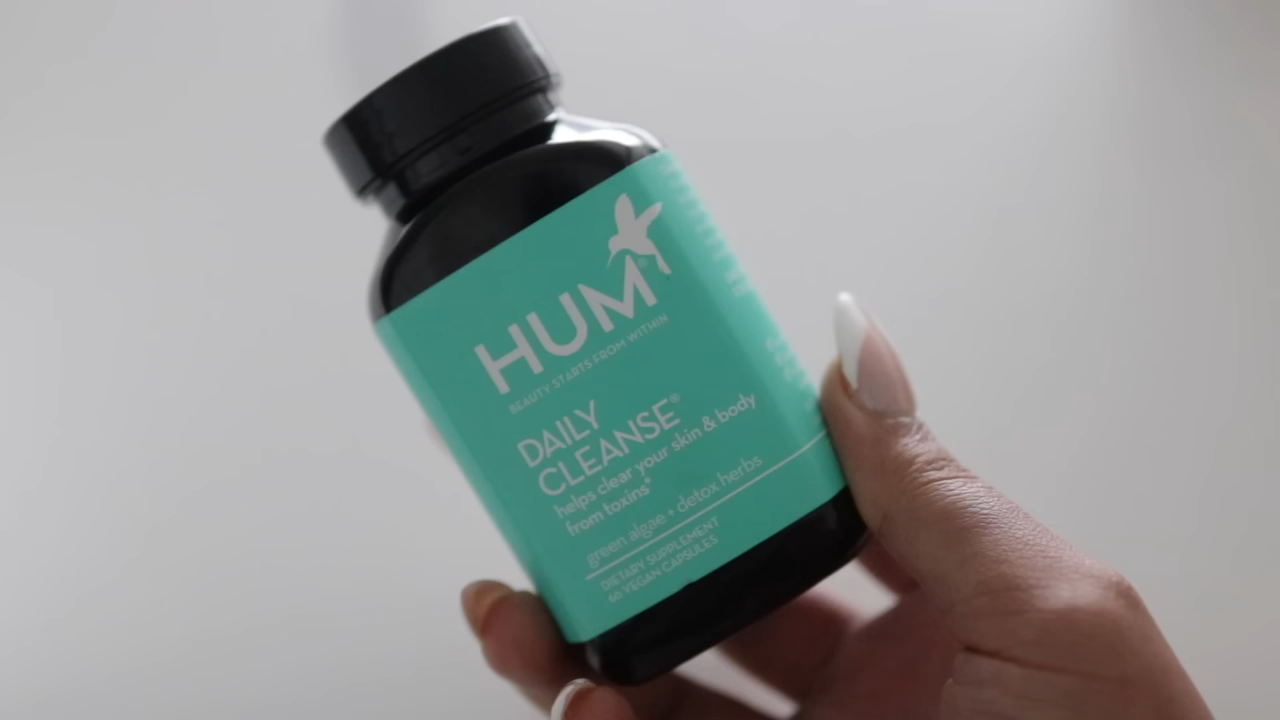 HUM
BEAUTY STARTS FROM WITHIN
DAILY
CLEANSE®
helps clear your skin & body
from toxins*
green algae + detox herbs
DIETARY SUPPLEMENT
60 VEGAN CAPSULES